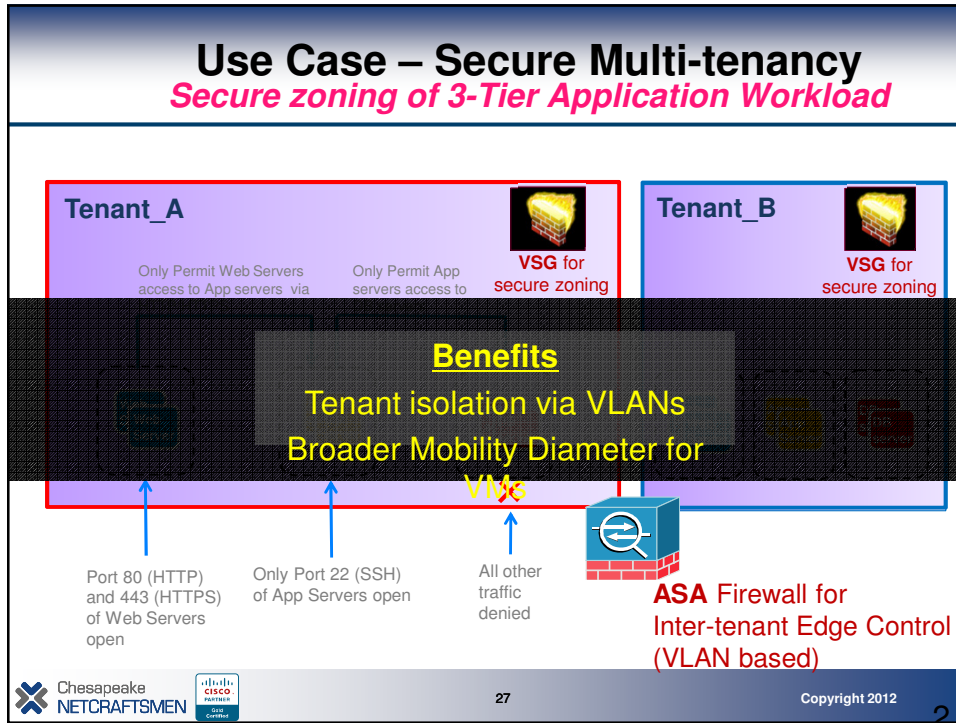 Use Case – Secure Multi-tenancy
Secure zoning of 3-Tier Application Workload
Tenant_A
Only Permit Web Servers
access to App servers via
Only Permit App
servers access to
VSG for
secure zoning
Tenant_B
VSG for
secure zoning
Benefits
Tenant isolation via VLANs
Broader Mobility Diameter for
VMs
Web
Server
Port 80 (HTTP)
and 443 (HTTPS)
of Web Servers
open
Only Port 22 (SSH)
of App Servers open
All other
traffic
denied
ASA Firewall for
Inter-tenant Edge Control
(VLAN based)
Chesapeake
NETCRAFTSMEN
CISCO
PARTNER
Gold
Certified
27
Copyright 2012